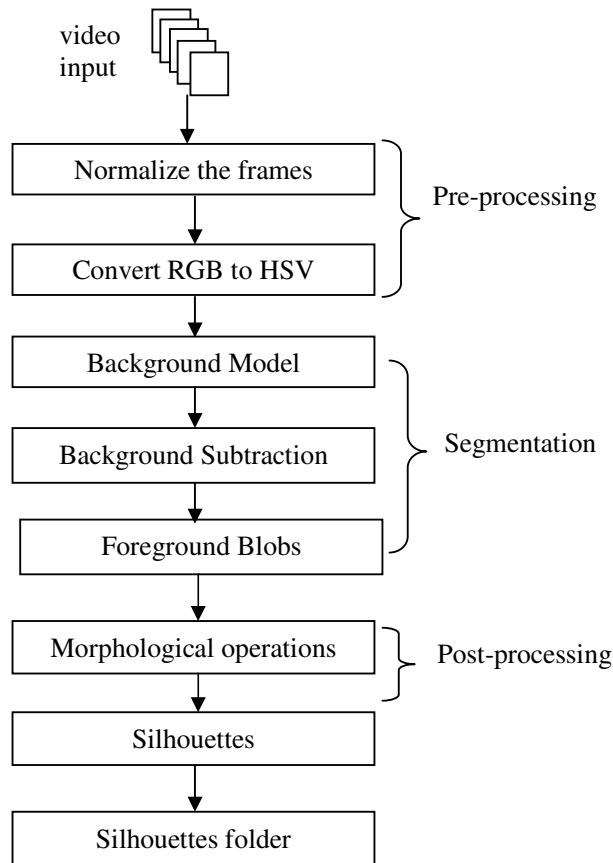 video
input
Normalize the frames
Pre-processing
Convert RGB to HSV
Background Model
Background Subtraction
Segmentation
Foreground Blobs
Morphological operations
Post-processing
Silhouettes
Silhouettes folder